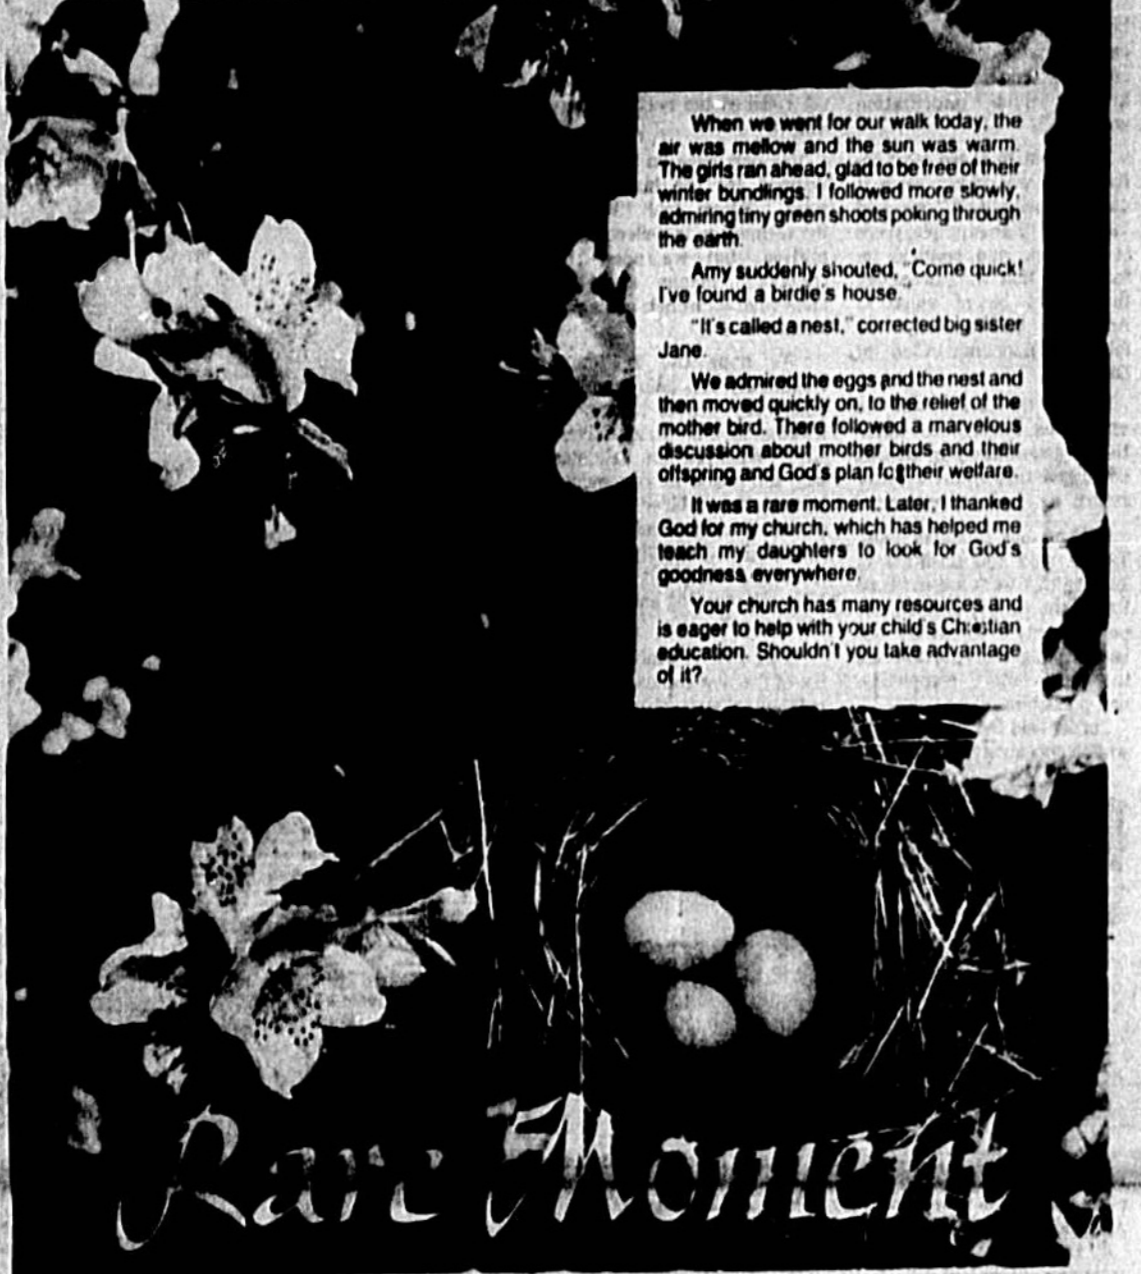 When we went for our walk today, the
air was mellow and the sun was warm.
The girls ran ahead, glad to be free of their
winter bundlings. I followed more slowly,
admiring tiny green shoots poking through
the earth.
Amy suddenly shouted, "Come quick!
I've found a birdie's house."
"It's called a nest," corrected big sister
Jane.
We admired the eggs and the nest and
then moved quickly on, to the relief of the
mother bird. There followed a marvelous
discussion about mother birds and their
offspring and God's plan for their welfare.
It was a rare moment. Later, I thanked
God for my church, which has helped me
teach my daughters to look for God's
goodness everywhere.
Your church has many resources and
is eager to help with your child's Christian
education. Shouldn't you take advantage
of it?
Rare Moment